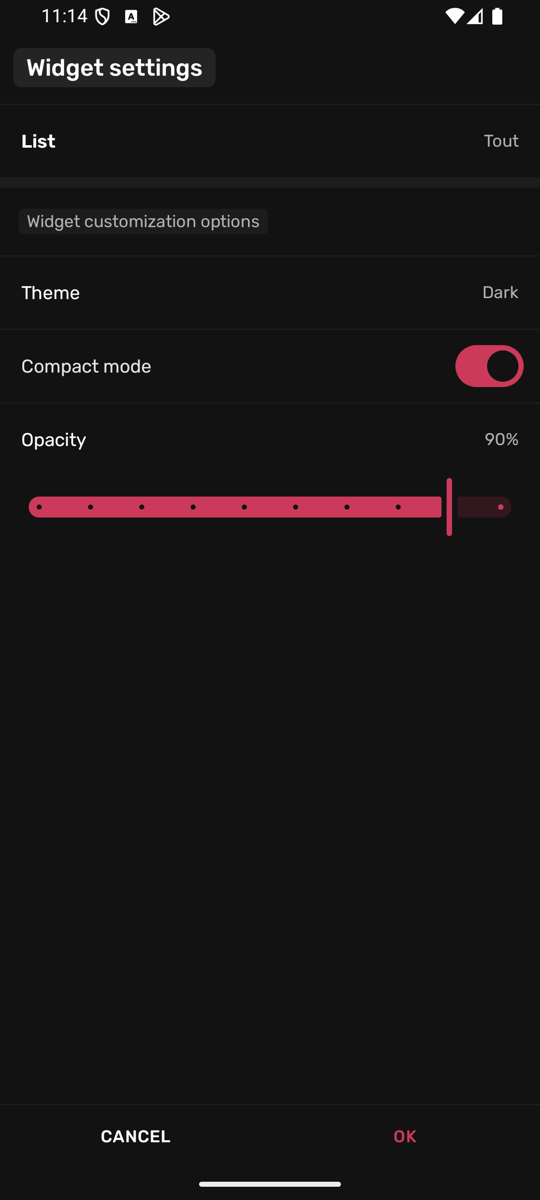 11:14
Widget settings
List
Tout
Widget customization options
Theme
Dark
Compact mode
Opacity
90%
CANCEL
OK